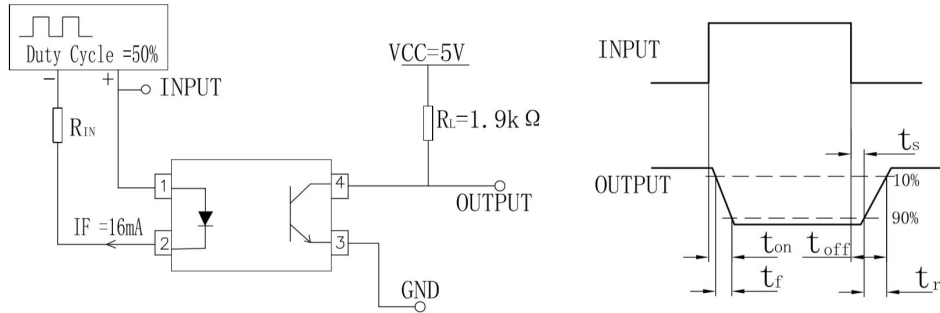 Duty Cycle =50%
− +
INPUT
RIN
VCC=5V
RL=1.9kΩ
1
4
OUTPUT
IF =16mA
2
3
GND
INPUT
ts
OUTPUT
10%
90%
ton
toff
tf
tr